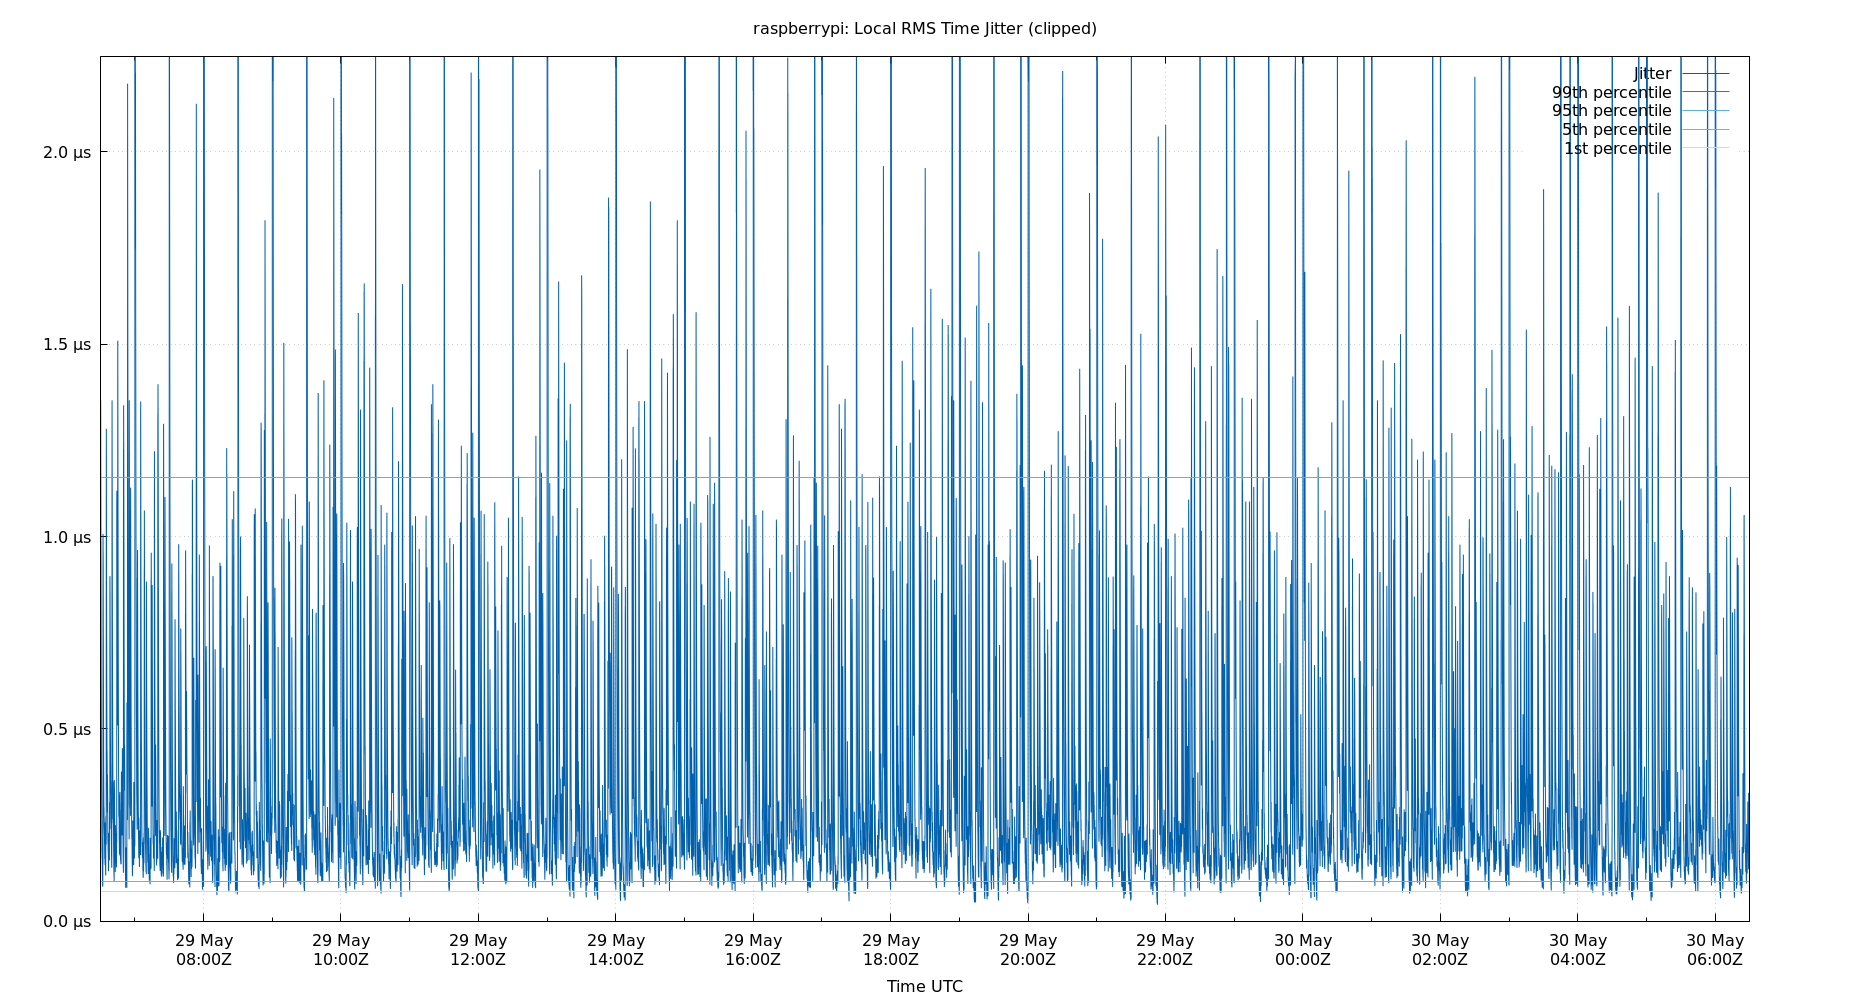 raspberrypi: Local RMS Time Jitter (clipped)
Jitter
99th percentile
95th percentile
5th percentile
1st percentile
2.0 µs
1.5 µs
1.0 µs
0.5 µs
0.0 µs
29 May 29 May 29 May 29 May 29 May 29 May 29 May 29 May 30 May 30 May 30 May 30 May
08:00Z 10:00Z 12:00Z 14:00Z 16:00Z 18:00Z 20:00Z 22:00Z 00:00Z 02:00Z 04:00Z 06:00Z
Time UTC